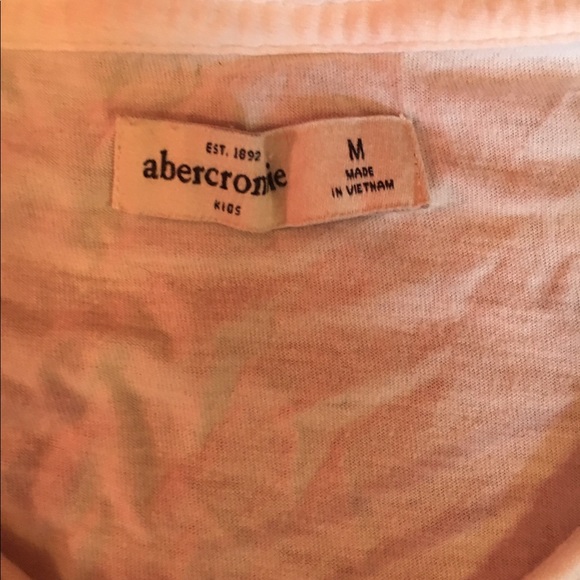 EST. 1892
abercrombie
KIDS
M
MADE
IN VIETNAM